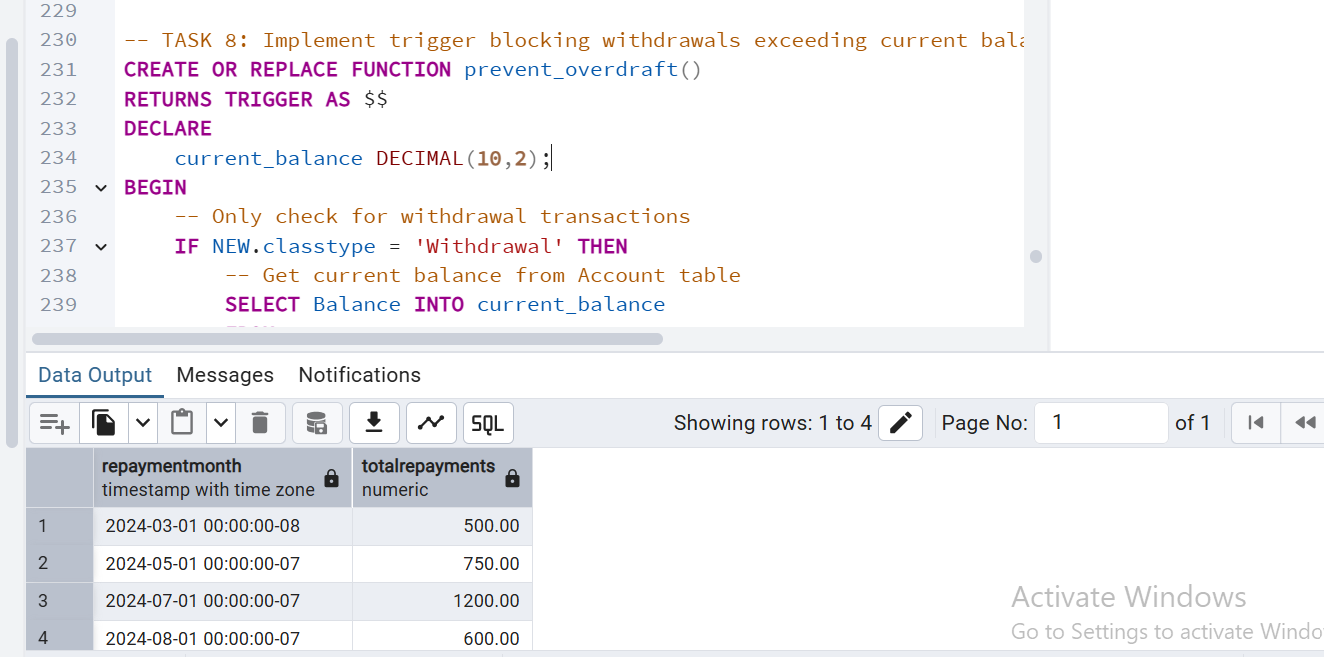 229
230 -- TASK 8: Implement trigger blocking withdrawals exceeding current bala
231 CREATE OR REPLACE FUNCTION prevent_overdraft()
232 RETURNS TRIGGER AS $$
233 DECLARE
234 current_balance DECIMAL(10,2);
235 BEGIN
236 -- Only check for withdrawal transactions
237 IF NEW.classtype = 'Withdrawal' THEN
238 -- Get current balance from Account table
239 SELECT Balance INTO current_balance
Data Output Messages Notifications
SQL Showing rows: 1 to 4 Page No: 1 of 1
repaymentmonth totalrepayments
timestamp with time zone numeric
1 2024-03-01 00:00:00-08 500.00
2 2024-05-01 00:00:00-07 750.00
3 2024-07-01 00:00:00-07 1200.00
4 2024-08-01 00:00:00-07 600.00
Activate Windows
Go to Settings to activate Windo